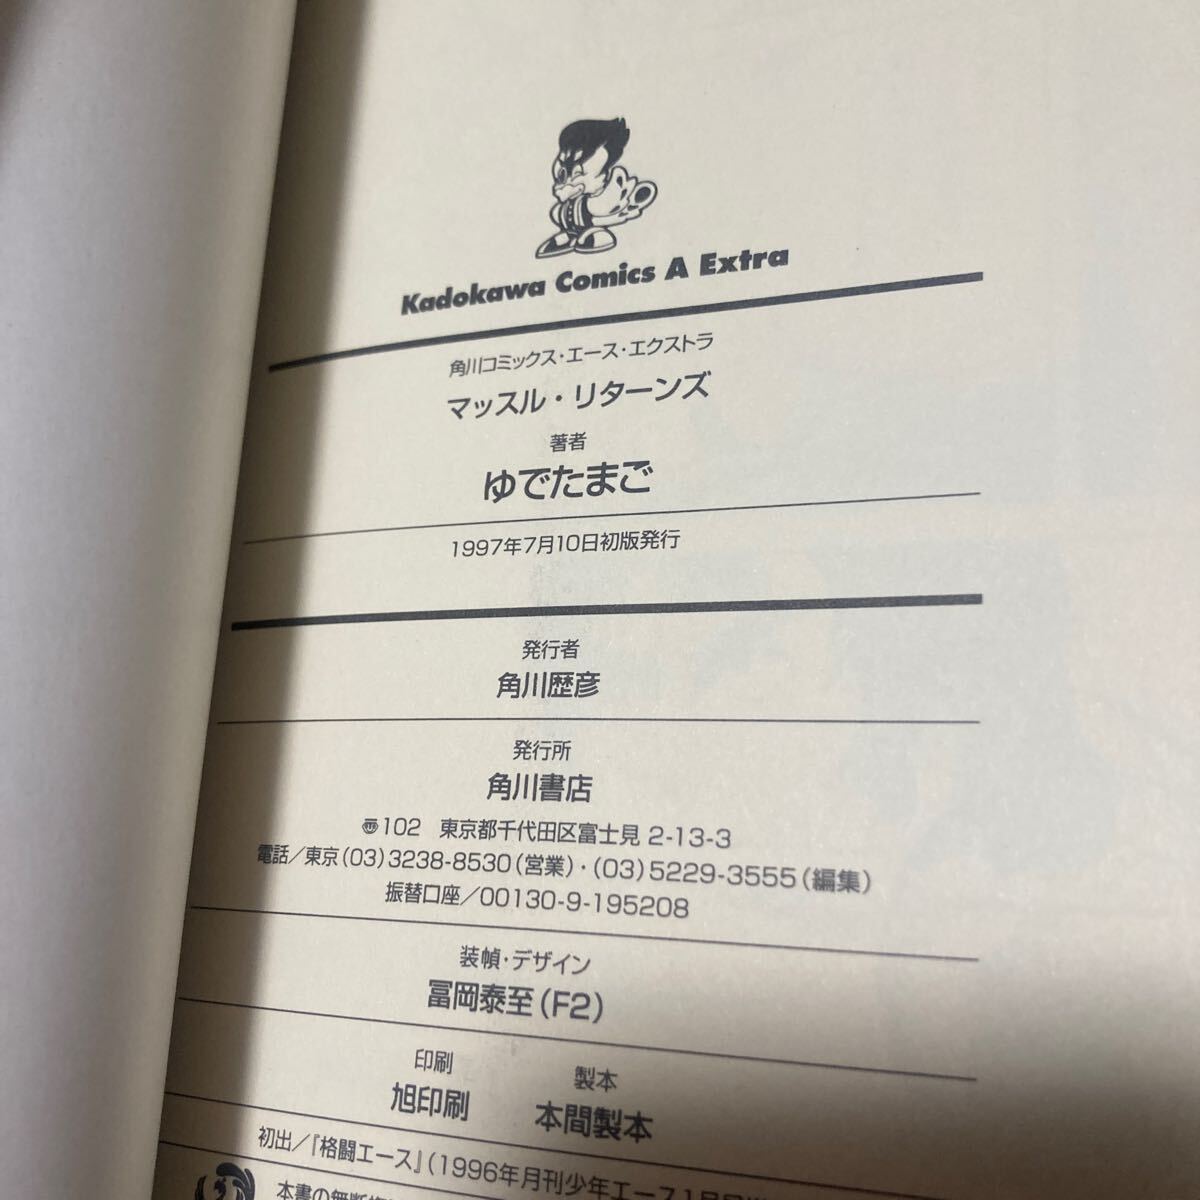 Kadokawa Comics A Extra
角川コミックス・エース・エクストラ
マッスル・リターンズ
著者
ゆでたまご
1997年7月10日初版発行
発行者
角川歴彦
発行所
角川書店
〠102 東京都千代田区富士見 2-13-3
電話／東京(03)3238-8530(営業)・(03)5229-3555(編集)
振替口座／00130-9-195208
装幀・デザイン
冨岡泰至(F2)
印刷 製本
旭印刷 本間製本
初出／『格闘エース』(1996年月刊少年エース1月
本書の無断